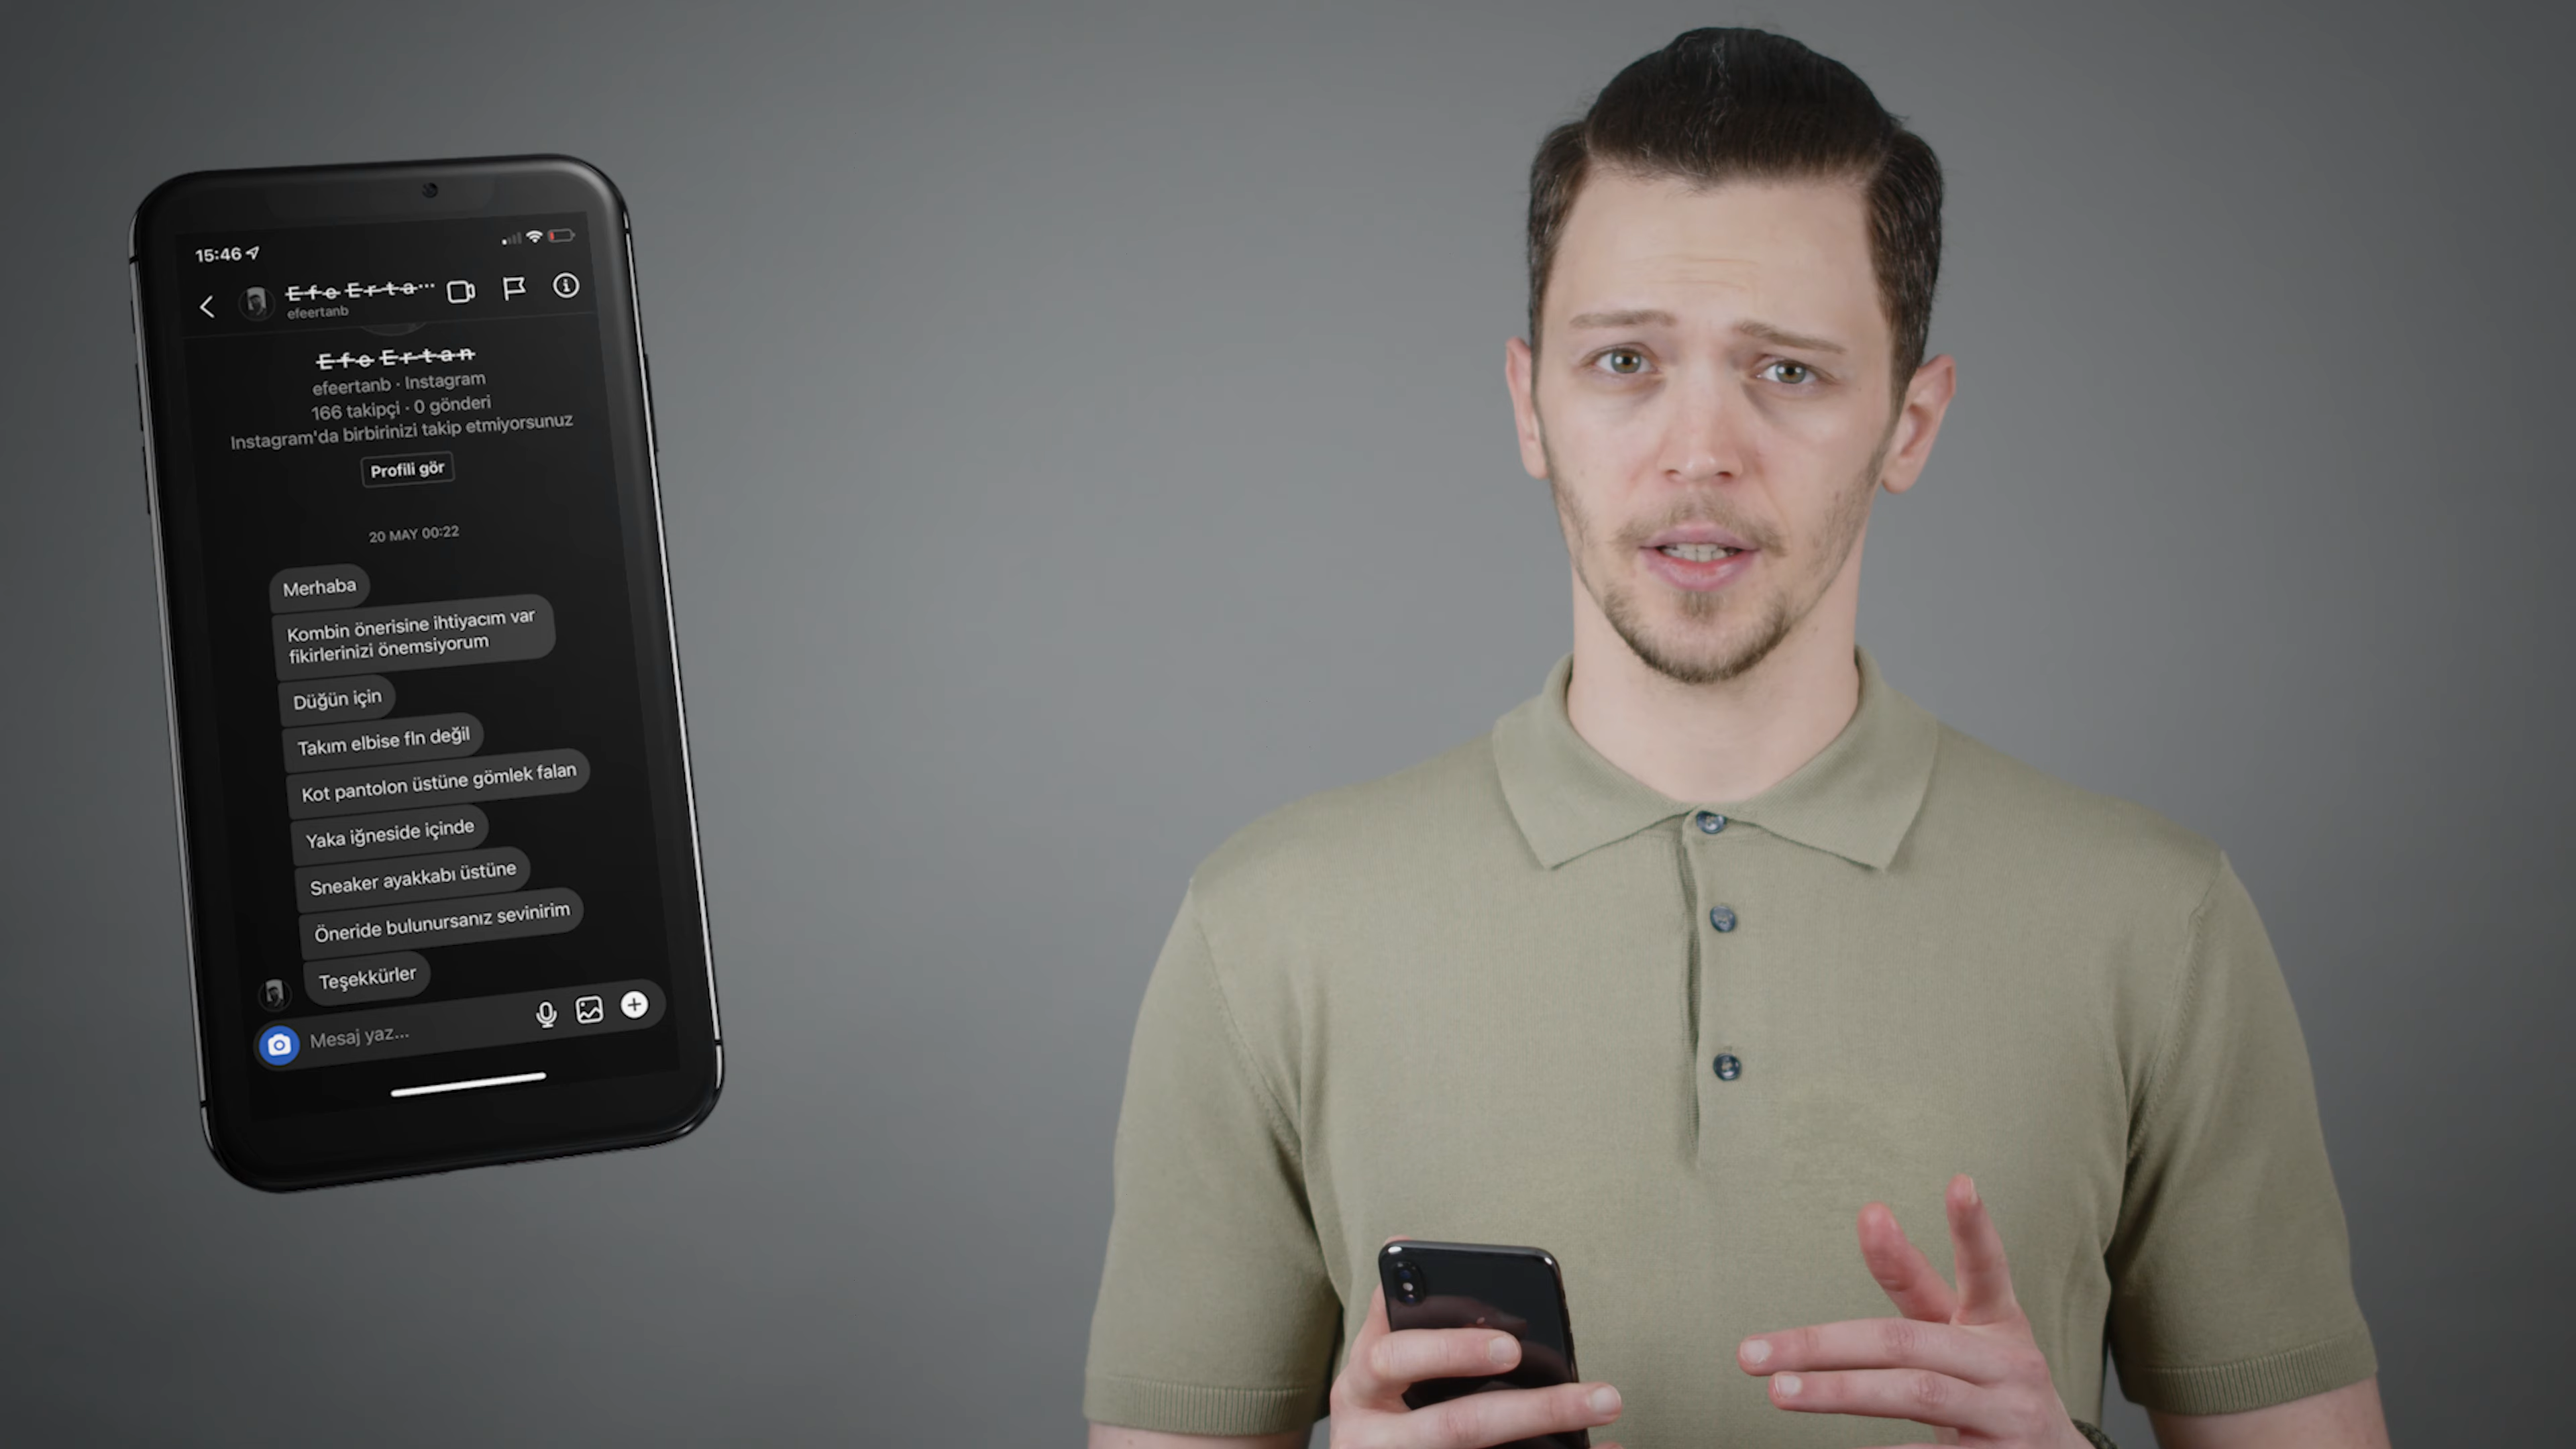 15:46
Efe Erta...
efeertanb
Efe Ertan
efeertanb · Instagram
166 takipçi · 0 gönderi
Instagram'da birbirinizi takip etmiyorsunuz
Profili gör
20 MAY 00:22
Merhaba
Kombin önerisine ihtiyacım var
fikirlerinizi önemsiyorum
Düğün için
Takım elbise fln değil
Kot pantolon üstüne gömlek falan
Yaka iğneside içinde
Sneaker ayakkabı üstüne
Öneride bulunursanız sevinirim
Teşekkürler
Mesaj yaz...